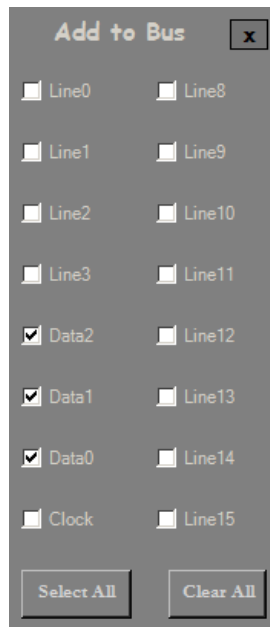 Add to Bus x
Line0 Line8
Line1 Line9
Line2 Line10
Line3 Line11
Data2 Line12
Data1 Line13
Data0 Line14
Clock Line15
Select All Clear All